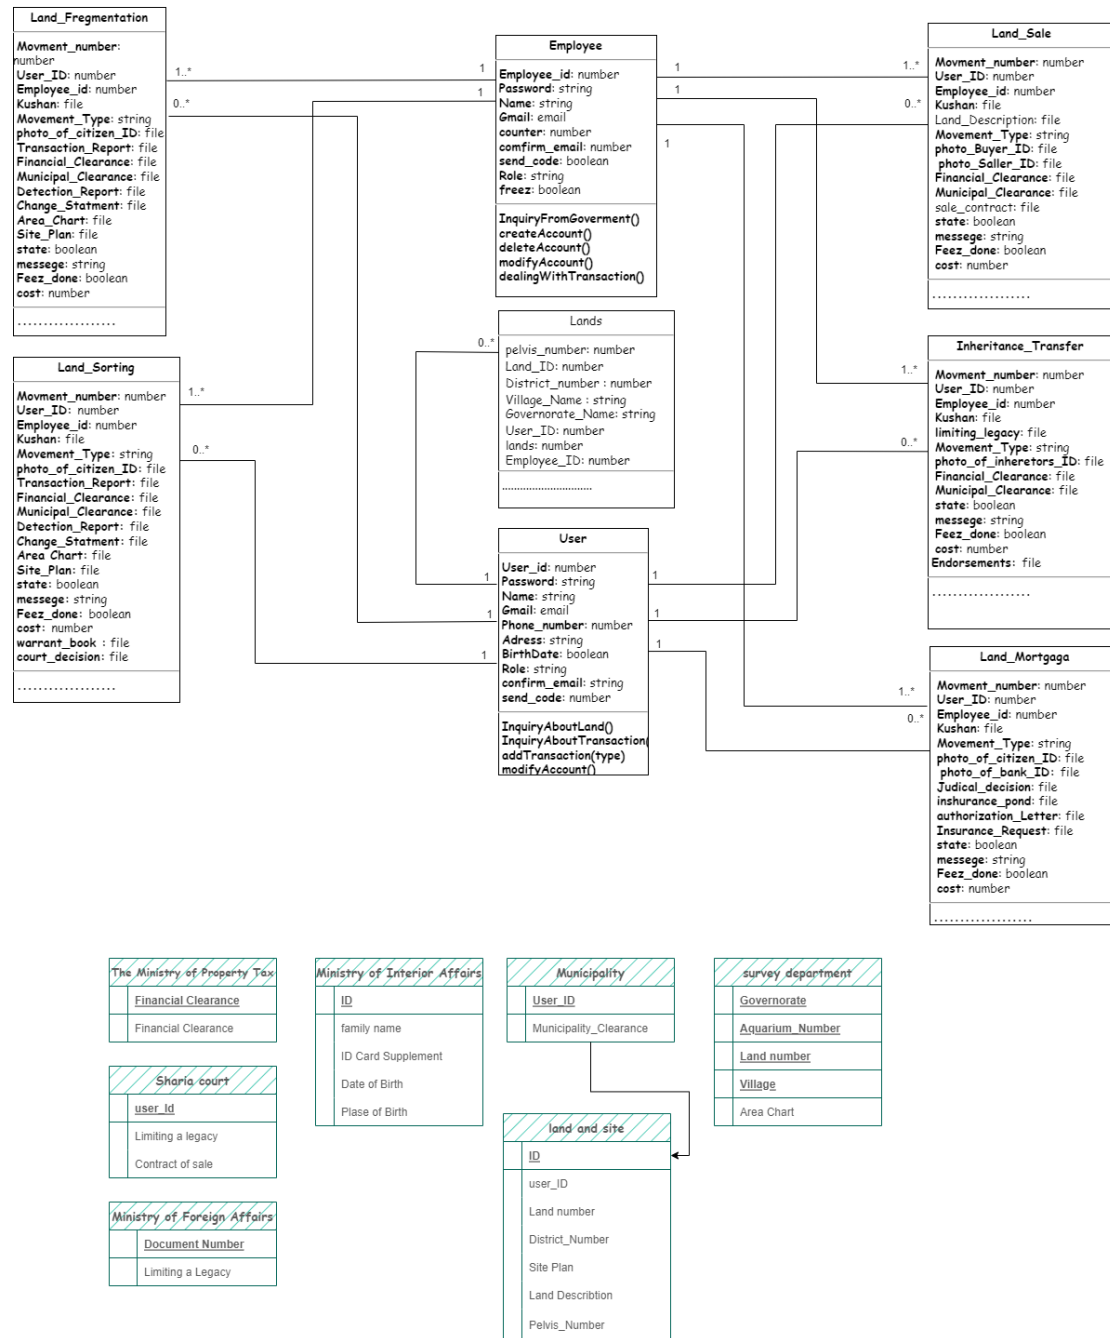 Land_Fregmentation
Movment_number:
number
User_ID: number
Employee_id: number
Kushan: file
Movement_Type: string
photo_of_citizen_ID: file
Transaction_Report: file
Financial_Clearance: file
Municipal_Clearance: file
Detection_Report: file
Change_Statment: file
Area_Chart: file
Site_Plan: file
state: boolean
messege: string
Feez_done: boolean
cost: number
...................
1..*
0..*
1
1
Employee
Employee_id: number
Password: string
Name: string
Gmail: email
counter: number
comfirm_email: number
send_code: boolean
Role: string
freez: boolean
InquiryFromGoverment()
createAccount()
deleteAccount()
modifyAccount()
dealingWithTransaction()
1
1
1
1..*
0..*
Land_Sale
Movment_number: number
User_ID: number
Employee_id: number
Kushan: file
Land_Description: file
Movement_Type: string
photo_Buyer_ID: file
photo_Saller_ID: file
Financial_Clearance: file
Municipal_Clearance: file
sale_contract: file
state: boolean
messege: string
Feez_done: boolean
cost: number
...................
Land_Sorting
Movment_number: number
User_ID: number
Employee_id: number
Kushan: file
Movement_Type: string
photo_of_citizen_ID: file
Transaction_Report: file
Financial_Clearance: file
Municipal_Clearance: file
Detection_Report: file
Change_Statment: file
Area Chart: file
Site_Plan: file
state: boolean
messege: string
Feez_done: boolean
cost: number
warrant_book : file
court_decision: file
...................
1..*
0..*
0..*
Lands
pelvis_number: number
Land_ID: number
District_number : number
Village_Name : string
Governorate_Name: string
User_ID: number
lands: number
Employee_ID: number
..............................
1..*
0..*
Inheritance_Transfer
Movment_number: number
User_ID: number
Employee_id: number
Kushan: file
limiting_legacy: file
Movement_Type: string
photo_of_inheretors_ID: file
Financial_Clearance: file
Municipal_Clearance: file
state: boolean
messege: string
Feez_done: boolean
cost: number
Endorsements: file
...................
1
1
1
User
User_id: number
Password: string
Name: string
Gmail: email
Phone_number: number
Adress: string
BirthDate: boolean
Role: string
confirm_email: string
send_code: number
InquiryAboutLand()
InquiryAboutTransaction(
addTransaction(type)
modifyAccount()
1
1
1
1..*
0..*
Land_Mortgaga
Movment_number: number
User_ID: number
Employee_id: number
Kushan: file
Movement_Type: string
photo_of_citizen_ID: file
photo_of_bank_ID: file
Judical_decision: file
inshurance_pond: file
authorization_Letter: file
Insurance_Request: file
state: boolean
messege: string
Feez_done: boolean
cost: number
...................
The Ministry of Property Tax
Financial Clearance
Financial Clearance
Ministry of Interior Affairs
ID
family name
ID Card Supplement
Date of Birth
Plase of Birth
Municipality
User_ID
Municipality_Clearance
survey department
Governorate
Aquarium_Number
Land number
Village
Area Chart
Sharia court
user_Id
Limiting a legacy
Contract of sale
land and site
ID
user_ID
Land number
District_Number
Site Plan
Land Describtion
Pelvis_Number
Ministry of Foreign Affairs
Document Number
Limiting a Legacy